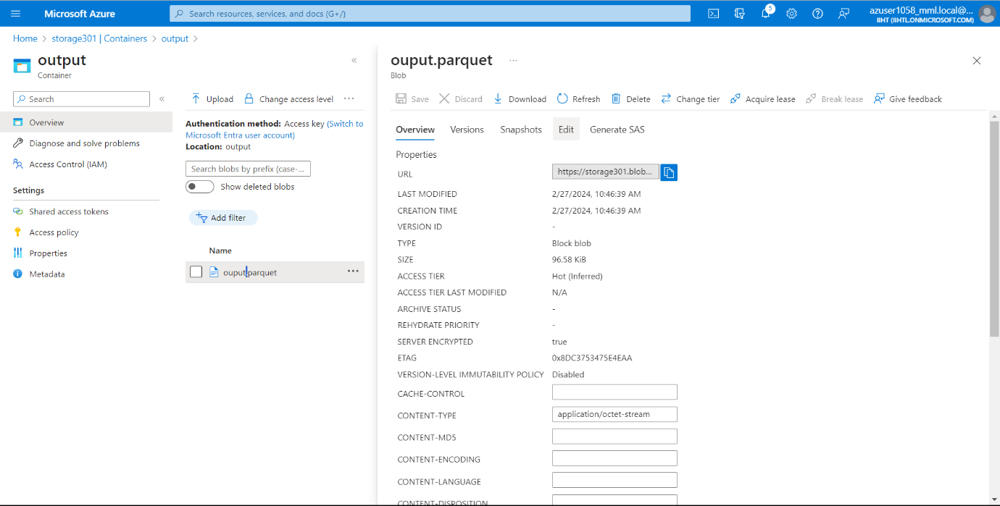 Microsoft Azure
Search resources, services, and docs (G+/)
5
azuser1058_mml.local@...
IIHT (IIHTL.ONMICROSOFT.COM)
Home > storage301 | Containers > output >
output
Container
«
Search
«
Overview
Diagnose and solve problems
Access Control (IAM)
Settings
Shared access tokens
Access policy
Properties
Metadata
Upload
Change access level
...
Authentication method: Access key (Switch to
Microsoft Entra user account)
Location: output
Search blobs by prefix (case-...
Show deleted blobs
Add filter
Name
ouput.parquet
...
ouput.parquet
...
Blob
Save
Discard
Download
Refresh
Delete
Change tier
Acquire lease
Break lease
Give feedback
Overview
Versions
Snapshots
Edit
Generate SAS
Properties
URL https://storage301.blob...
LAST MODIFIED 2/27/2024, 10:46:39 AM
CREATION TIME 2/27/2024, 10:46:39 AM
VERSION ID -
TYPE Block blob
SIZE 96.58 KiB
ACCESS TIER Hot (Inferred)
ACCESS TIER LAST MODIFIED N/A
ARCHIVE STATUS -
REHYDRATE PRIORITY -
SERVER ENCRYPTED true
ETAG 0x8DC3753475E4EAA
VERSION-LEVEL IMMUTABILITY POLICY Disabled
CACHE-CONTROL
CONTENT-TYPE application/octet-stream
CONTENT-MD5
CONTENT-ENCODING
CONTENT-LANGUAGE
CONTENT-DISPOSITION